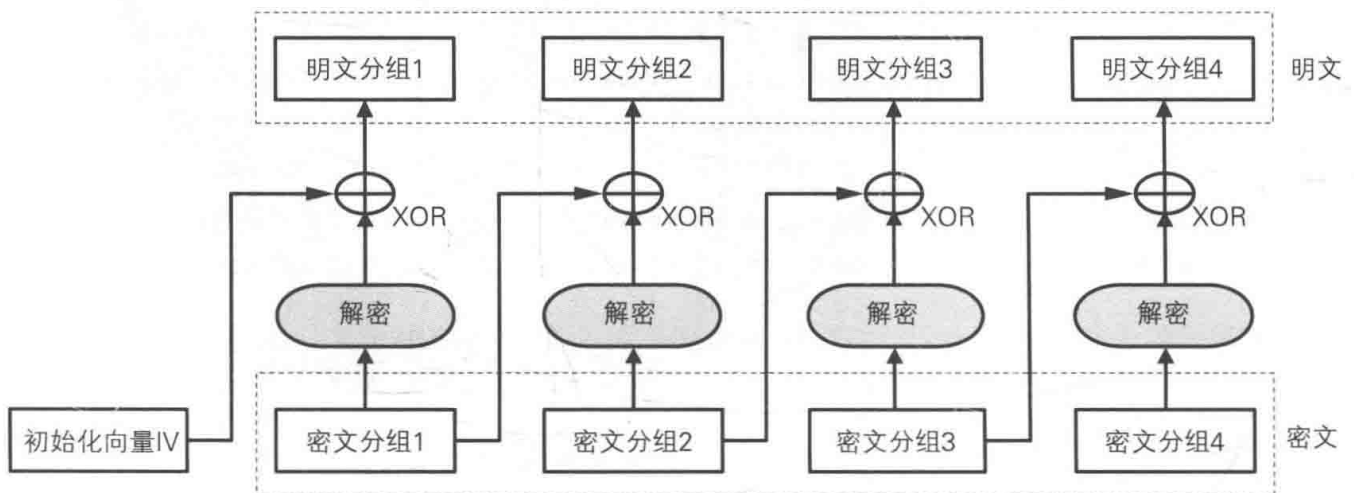 明文分组1
明文分组2
明文分组3
明文分组4
明文
XOR
XOR
XOR
XOR
解密
解密
解密
解密
初始化向量IV
密文分组1
密文分组2
密文分组3
密文分组4
密文